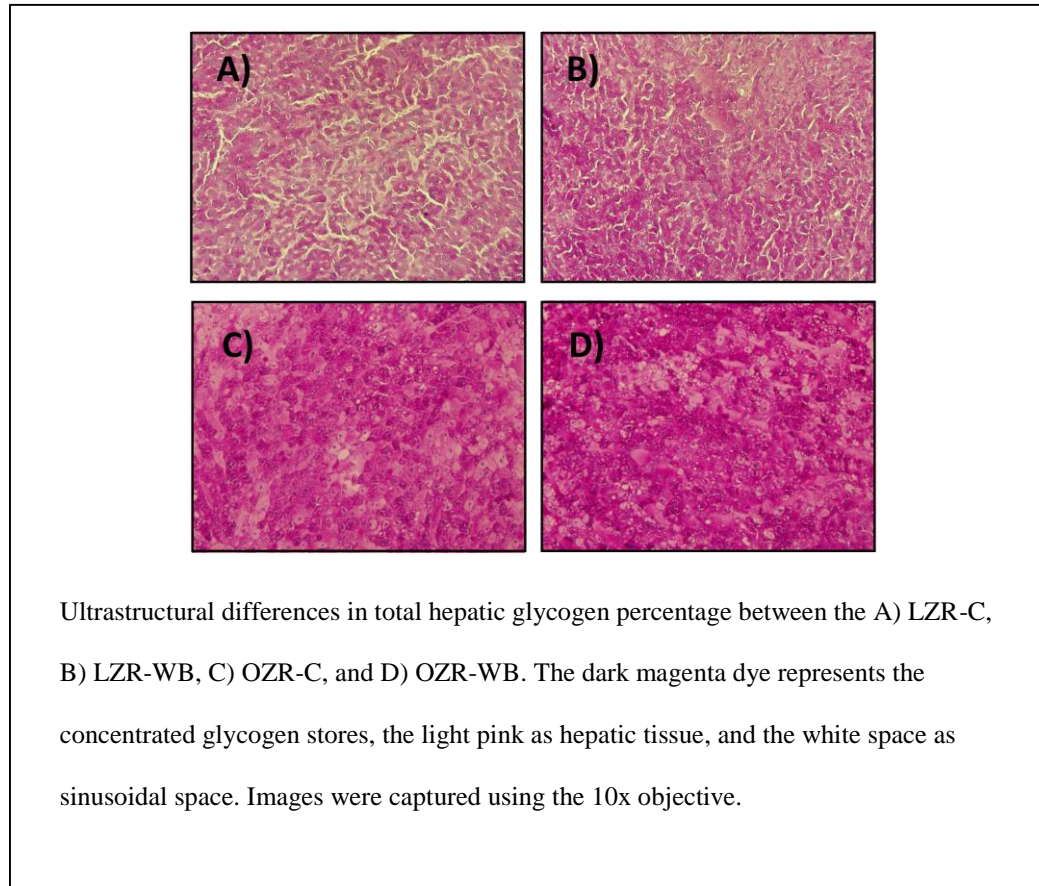 A)
B)
C)
D)
Ultrastructural differences in total hepatic glycogen percentage between the A) LZR-C,
B) LZR-WB, C) OZR-C, and D) OZR-WB. The dark magenta dye represents the
concentrated glycogen stores, the light pink as hepatic tissue, and the white space as
sinusoidal space. Images were captured using the 10x objective.